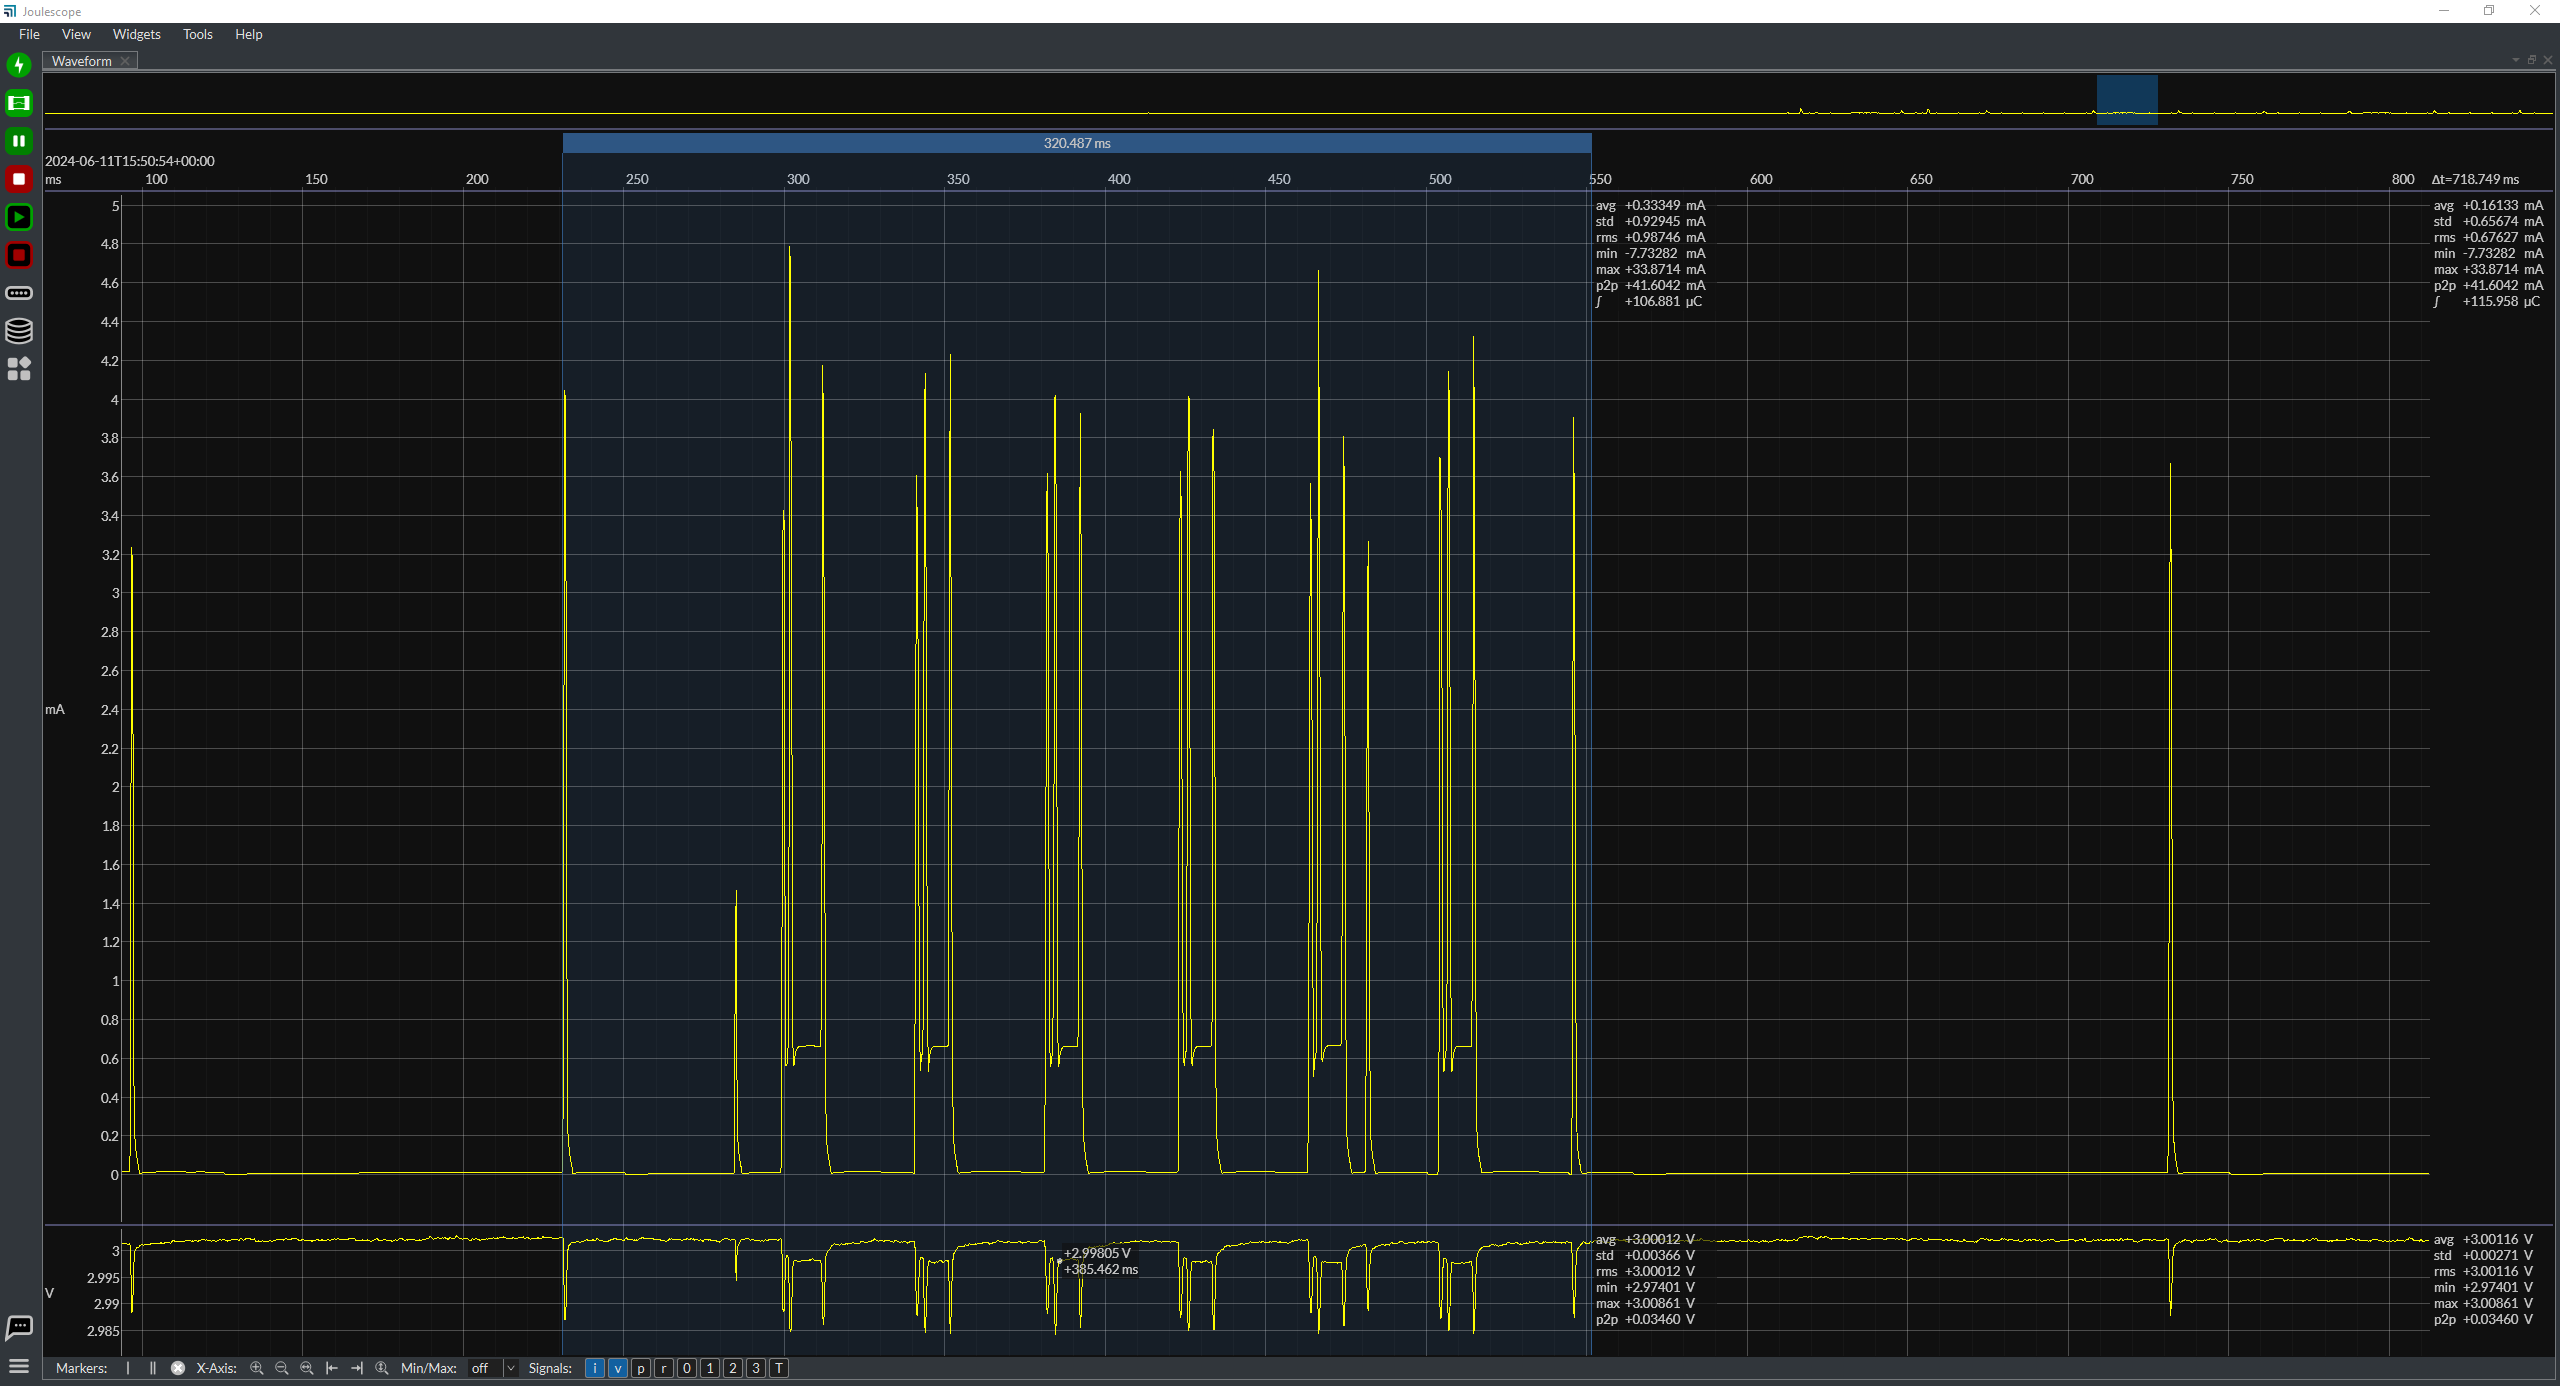 Joulescope
File View Widgets Tools Help
Waveform
320.487 ms
2024-06-11T15:50:54+00:00
ms 100 150 200 250 300 350 400 450 500 550 600 650 700 750 800 Δt=718.749 ms
5
4.8
4.6
4.4
4.2
4
3.8
3.6
3.4
3.2
3
2.8
2.6
2.4
2.2
2
1.8
1.6
1.4
1.2
1
0.8
0.6
0.4
0.2
0
mA
avg +0.33349 mA
std +0.92945 mA
rms +0.98746 mA
min -7.73282 mA
max +33.8714 mA
p2p +41.6042 mA
∫ +106.881 µC
avg +0.16133 mA
std +0.65674 mA
rms +0.67627 mA
min -7.73282 mA
max +33.8714 mA
p2p +41.6042 mA
∫ +115.958 µC
3
2.995
2.99
2.985
V
+2.99805 V
+385.462 ms
avg +3.00012 V
std +0.00366 V
rms +3.00012 V
min +2.97401 V
max +3.00861 V
p2p +0.03460 V
avg +3.00116 V
std +0.00271 V
rms +3.00116 V
min +2.97401 V
max +3.00861 V
p2p +0.03460 V
Markers: X-Axis: Min/Max: off Signals: i v p r 0 1 2 3 T